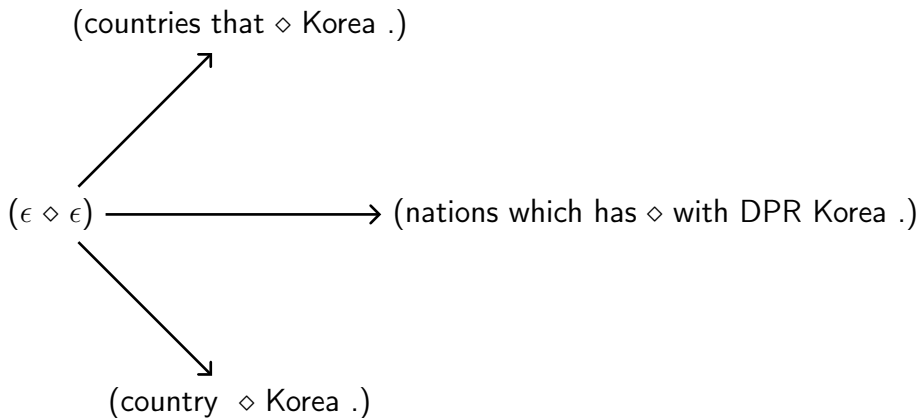 (countries that ⋄ Korea .)
(ϵ ⋄ ϵ)
(nations which has ⋄ with DPR Korea .)
(country ⋄ Korea .)